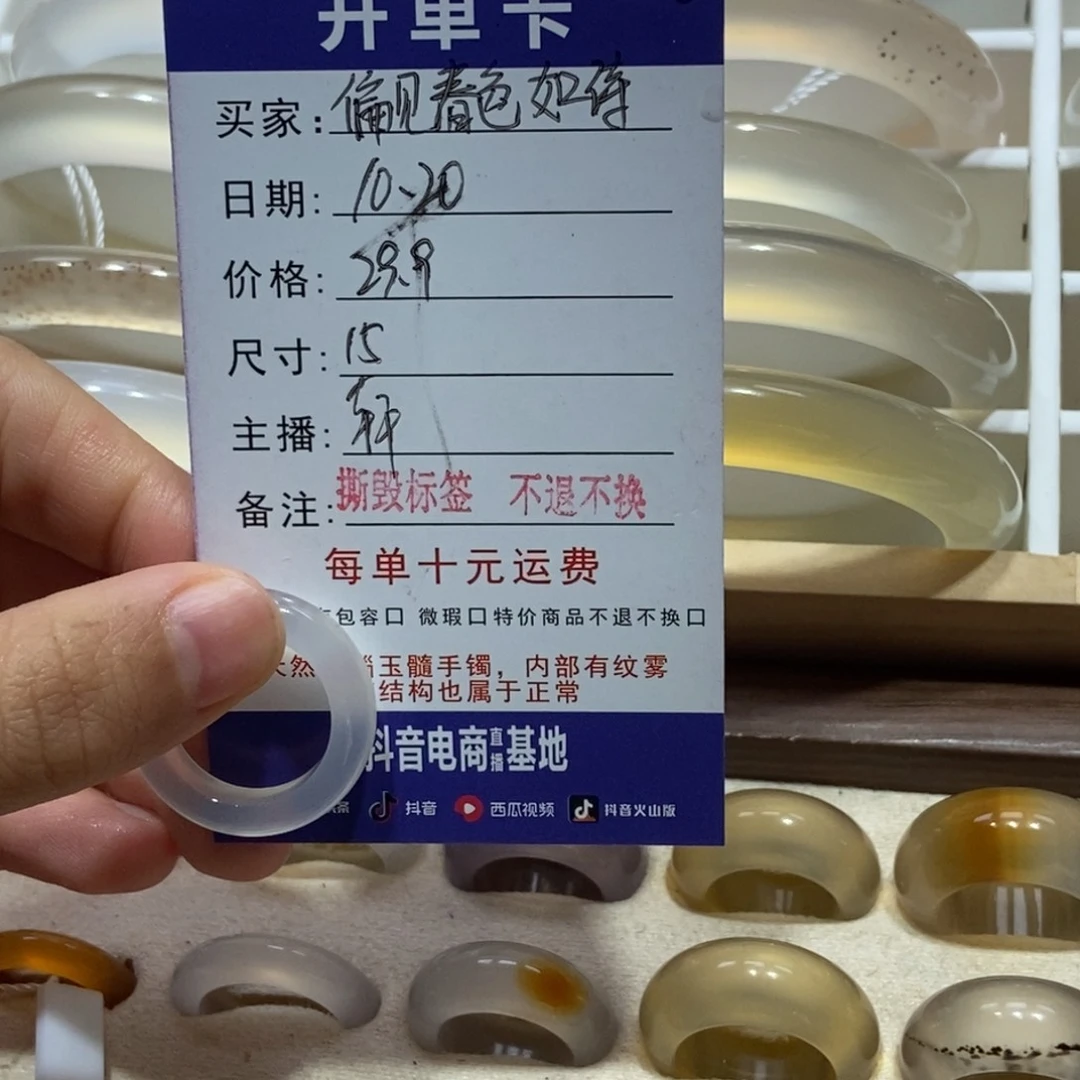 开单卡
买家：偏见春色如诗
日期：10、20
价格：29.9
尺寸：15
主播：轩
备注：撕毁标签 不退不换
每单十元运费
包容口 微瑕口特价商品不退不换口
然 玉髓手镯，内部有纹雾
结构也属于正常
抖音电商直播基地
条 抖音 西瓜视频 抖音火山版